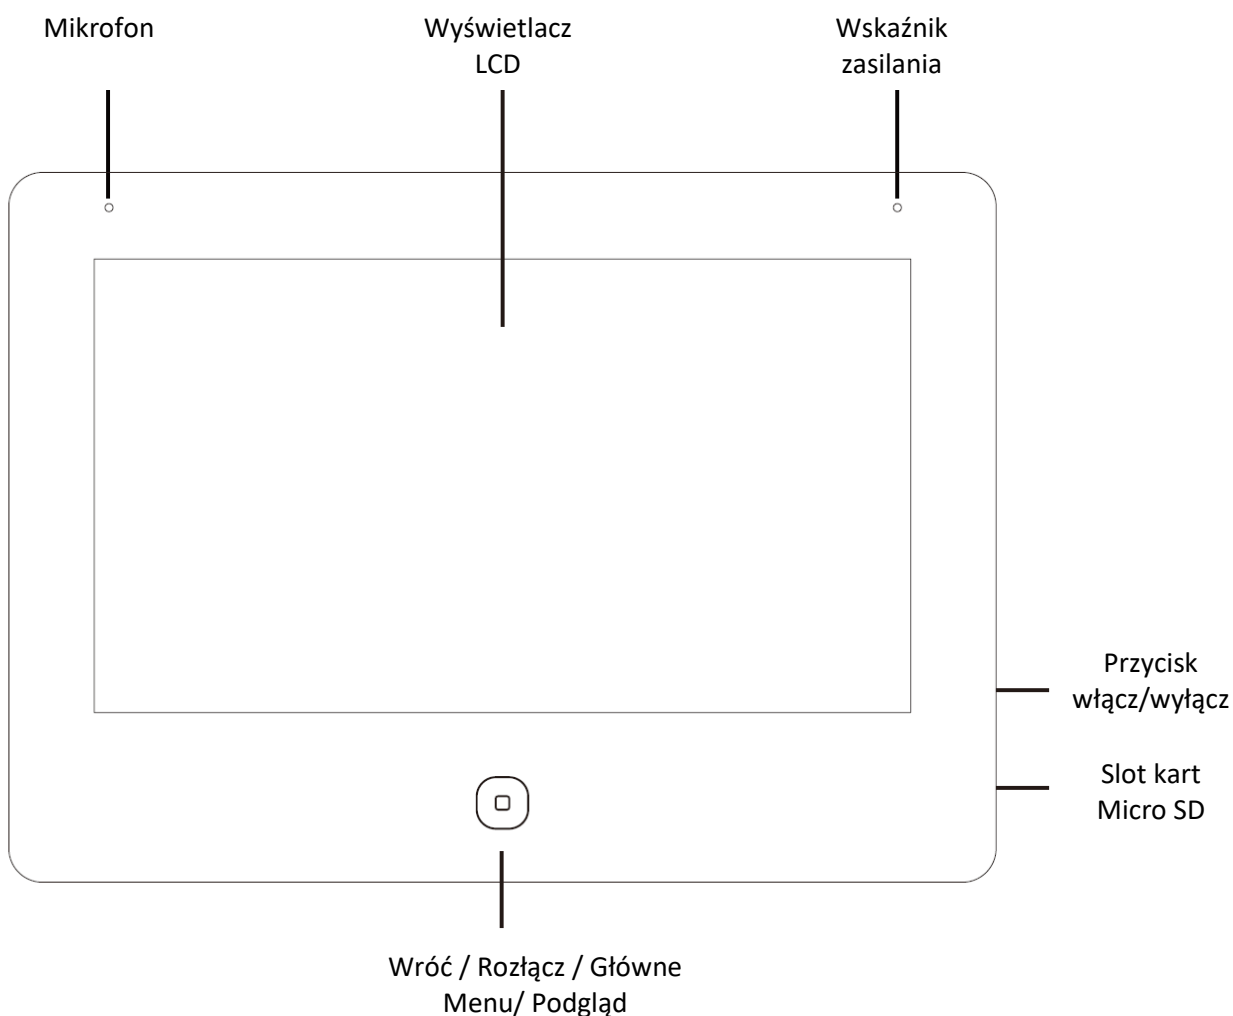 Mikrofon
Wyświetlacz
LCD
Wskaźnik
zasilania
Przycisk
włącz/wyłącz
Slot kart
Micro SD
Wróć / Rozłącz / Główne
Menu/ Podgląd